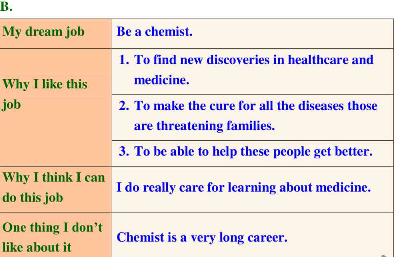 B.
My dream job
Be a chemist.
Why I like this
job
1. To find new discoveries in healthcare and
medicine.
2. To make the cure for all the diseases those
are threatening families.
3. To be able to help these people get better.
Why I think I can
do this job
I do really care for learning about medicine.
One thing I don't
like about it
Chemist is a very long career.